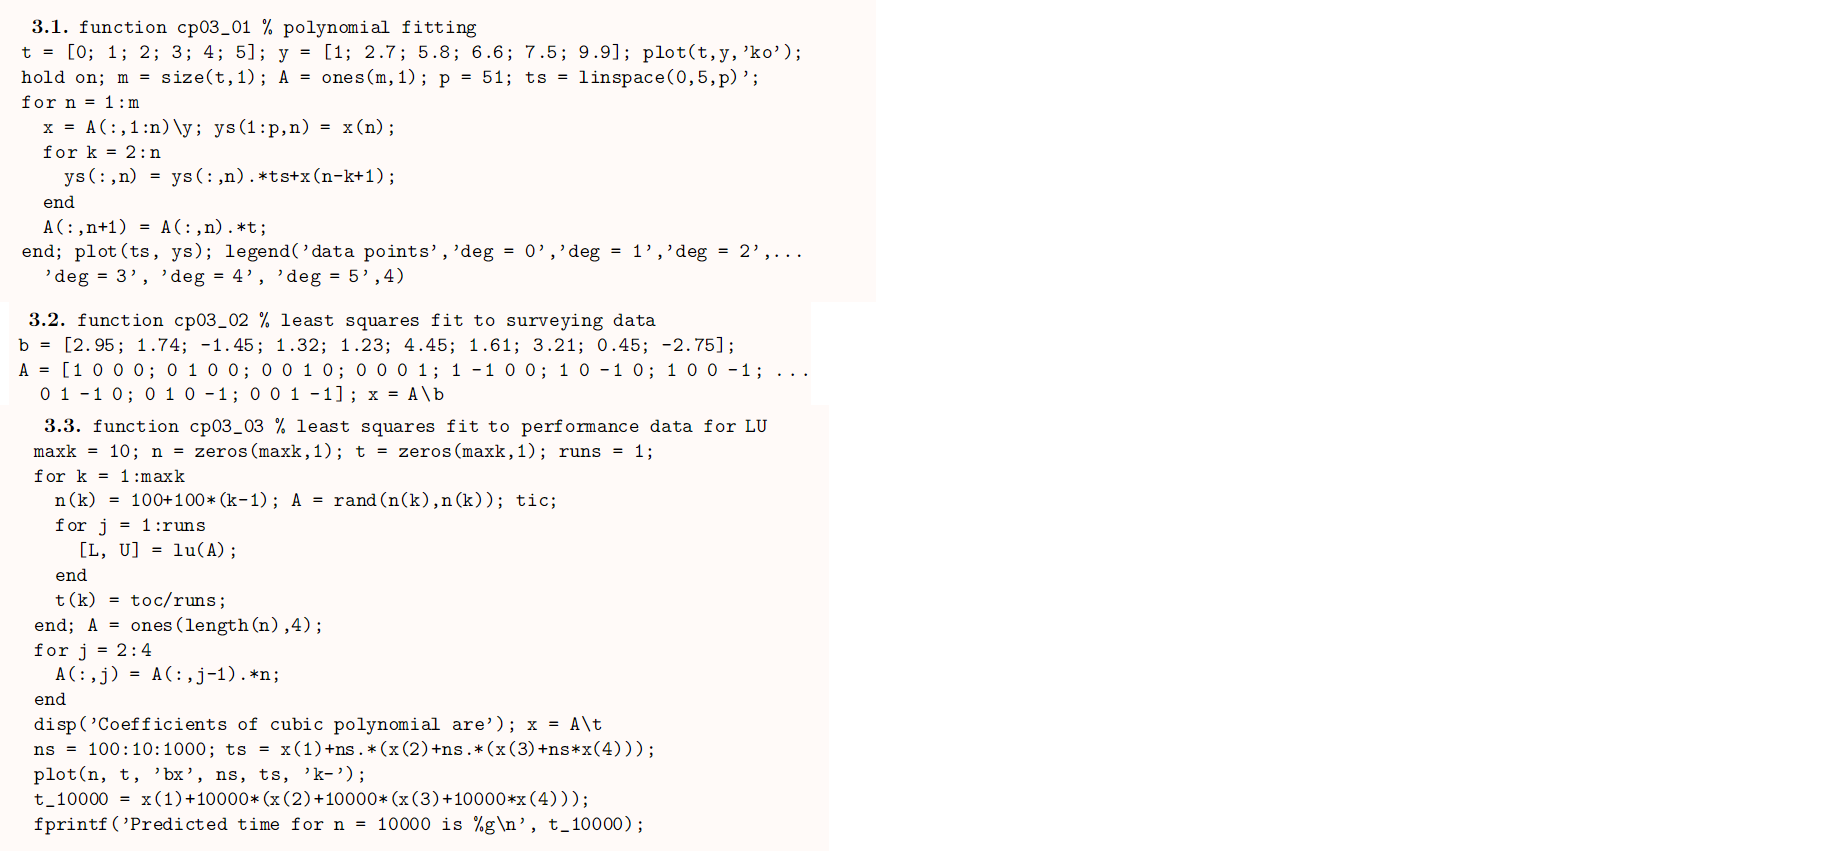 3.1. function cp03_01 % polynomial fitting
t = [0; 1; 2; 3; 4; 5]; y = [1; 2.7; 5.8; 6.6; 7.5; 9.9]; plot(t,y,’ko’);
hold on; m = size(t,1); A = ones(m,1); p = 51; ts = linspace(0,5,p)’;
for n = 1:m
  x = A(:,1:n)\y; ys(1:p,n) = x(n);
  for k = 2:n
    ys(:,n) = ys(:,n).*ts+x(n-k+1);
  end
  A(:,n+1) = A(:,n).*t;
end; plot(ts, ys); legend(’data points’,’deg = 0’,’deg = 1’,’deg = 2’,...
  ’deg = 3’, ’deg = 4’, ’deg = 5’,4)
3.2. function cp03_02 % least squares fit to surveying data
b = [2.95; 1.74; -1.45; 1.32; 1.23; 4.45; 1.61; 3.21; 0.45; -2.75];
A = [1 0 0 0; 0 1 0 0; 0 0 1 0; 0 0 0 1; 1 -1 0 0; 1 0 -1 0; 1 0 0 -1; ...
  0 1 -1 0; 0 1 0 -1; 0 0 1 -1]; x = A\b
3.3. function cp03_03 % least squares fit to performance data for LU
maxk = 10; n = zeros(maxk,1); t = zeros(maxk,1); runs = 1;
for k = 1:maxk
  n(k) = 100+100*(k-1); A = rand(n(k),n(k)); tic;
  for j = 1:runs
    [L, U] = lu(A);
  end
  t(k) = toc/runs;
end; A = ones(length(n),4);
for j = 2:4
  A(:,j) = A(:,j-1).*n;
end
disp(’Coefficients of cubic polynomial are’); x = A\t
ns = 100:10:1000; ts = x(1)+ns.*(x(2)+ns.*(x(3)+ns*x(4)));
plot(n, t, ’bx’, ns, ts, ’k-’);
t_10000 = x(1)+10000*(x(2)+10000*(x(3)+10000*x(4)));
fprintf(’Predicted time for n = 10000 is %g\n’, t_10000);